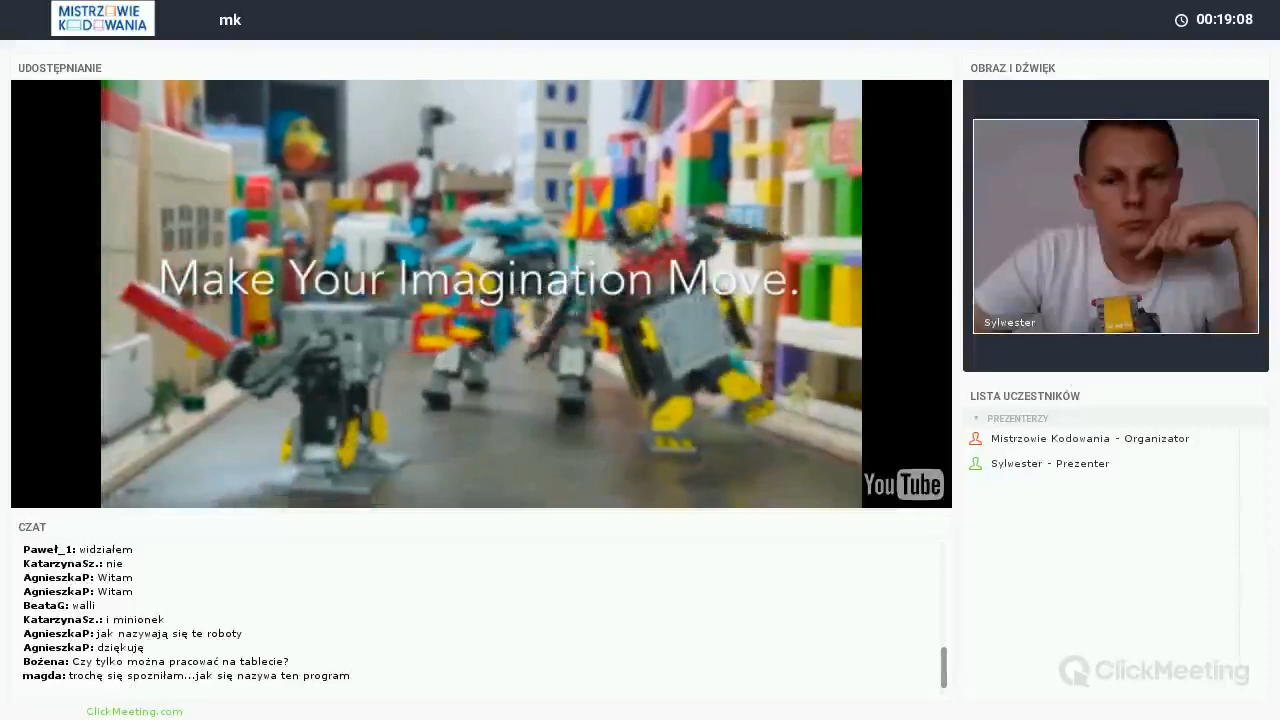 MISTRZOWIE
KODOWANIA
mk
00:19:08
UDOSTĘPNIANIE
OBRAZ I DŹWIĘK
Make Your Imagination Move.
YouTube
Sylwester
LISTA UCZESTNIKÓW
PREZENTERZY
Mistrzowie Kodowania - Organizator
Sylwester - Prezenter
CZAT
Paweł_1: widziałem
KatarzynaSz.: nie
AgnieszkaP: Witam
AgnieszkaP: Witam
BeataG: walli
KatarzynaSz.: i minionek
AgnieszkaP: jak nazywają się te roboty
AgnieszkaP: dziękuję
Bożena: Czy tylko można pracować na tablecie?
magda: trochę się spozniłam...jak się nazywa ten program
ClickMeeting
ClickMeeting.com